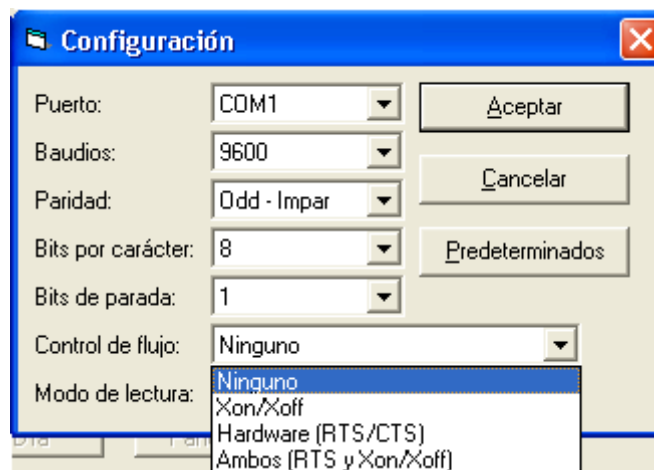 Configuración
Puerto: COM1 Aceptar
Baudios: 9600
Cancelar
Paridad: Odd - Impar
Bits por carácter: 8 Predeterminados
Bits de parada: 1
Control de flujo: Ninguno
Modo de lectura: Ninguno
Xon/Xoff
Hardware (RTS/CTS)
Ambos (RTS y Xon/Xoff)